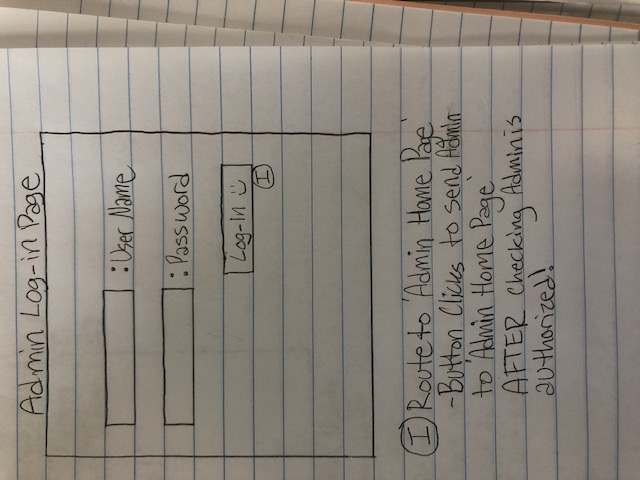 Admin Log-in Page
:User Name
:Password
Log-In ::)
I
I Route to 'Admin Home Page'
-Button Clicks to send Admin
to 'Admin Home Page'
AFTER checking Admin is
authorized!